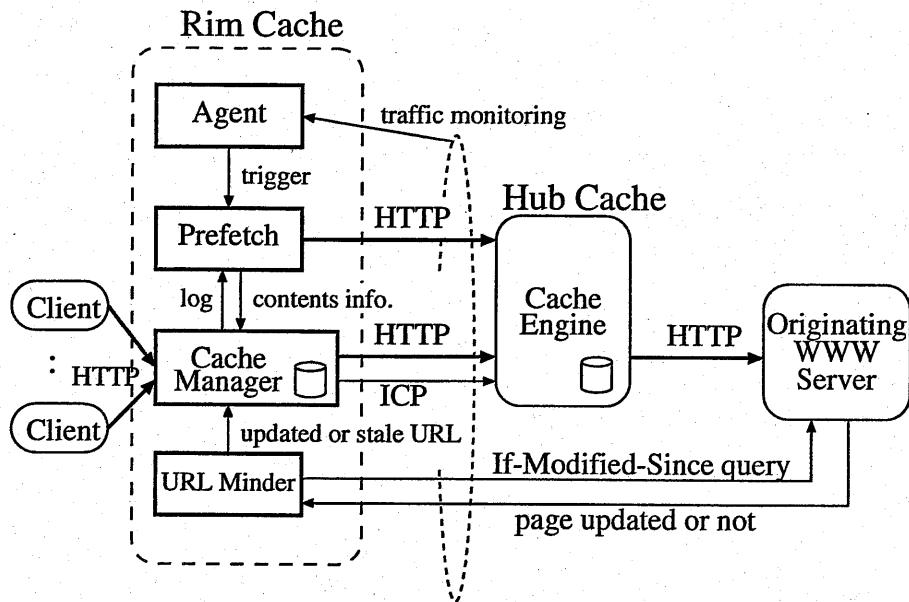 Rim Cache
Agent
traffic monitoring
trigger
Hub Cache
Prefetch
HTTP
Client
log
contents info.
Cache
Engine
Originating
WWW
Server
HTTP
HTTP
:
HTTP
Cache
Manager
ICP
Client
updated or stale URL
URL Minder
If-Modified-Since query
page updated or not